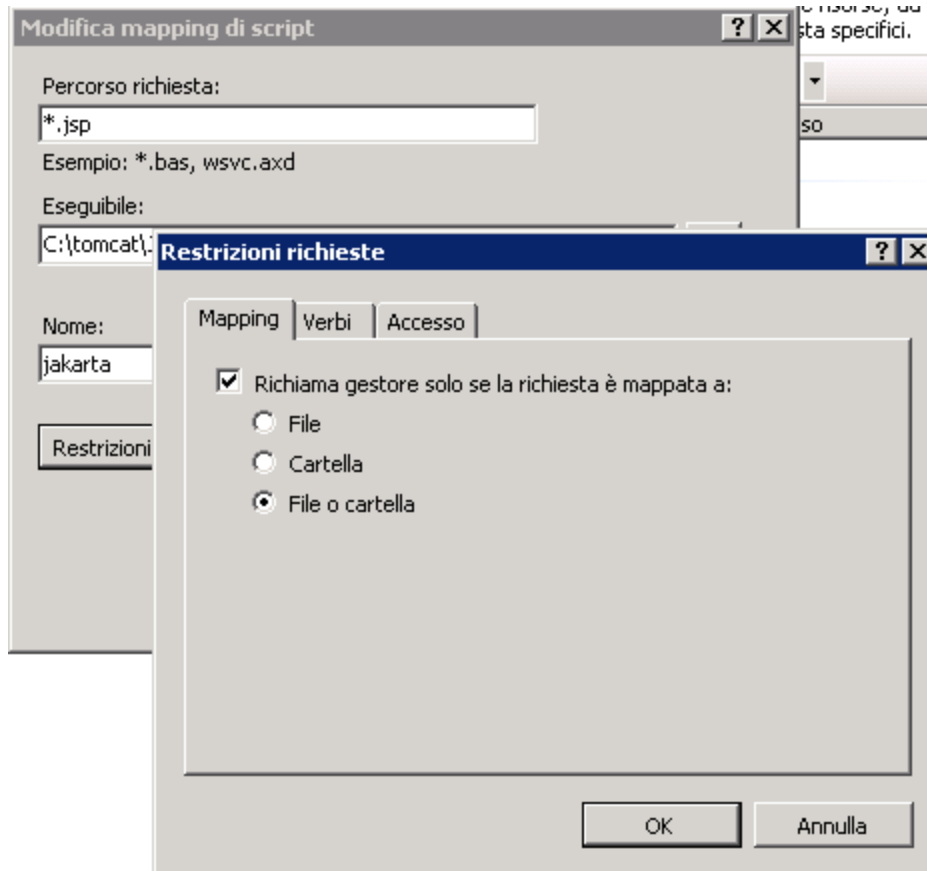 Modifica mapping di script
sta specifici.
Percorso richiesta:
*.jsp
so
Esempio: *.bas, wsvc.axd
Eseguibile:
C:\tomcat\
Restrizioni richieste
Mapping
Verbi
Accesso
Nome:
jakarta
Restrizioni
Richiama gestore solo se la richiesta è mappata a:
File
Cartella
File o cartella
OK
Annulla